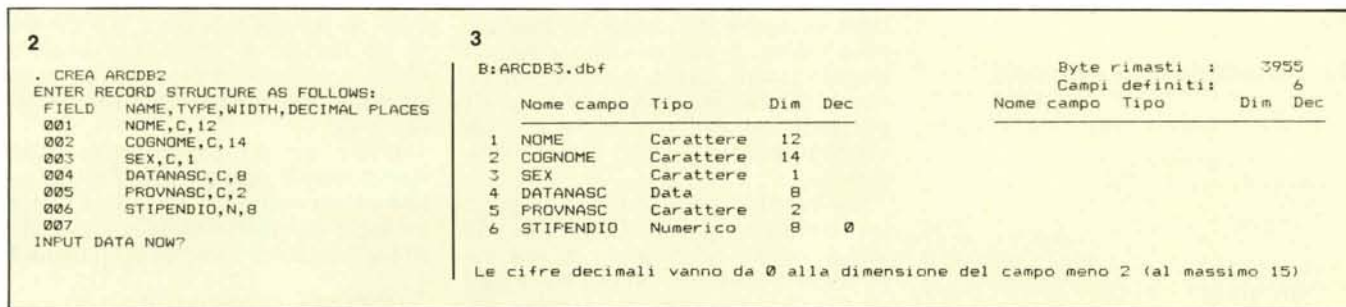 2
. CREA ARCDB2
ENTER RECORD STRUCTURE AS FOLLOWS:
FIELD NAME,TYPE,WIDTH,DECIMAL PLACES
001 NOME,C,12
002 COGNOME,C,14
003 SEX,C,1
004 DATANASC,C,8
005 PROVNASC,C,2
006 STIPENDIO,N,8
007
INPUT DATA NOW?
3
B:ARCDB3.dbf Byte rimasti : 3955
Campi definiti: 6
Nome campo Tipo Dim Dec Nome campo Tipo Dim Dec
1 NOME Carattere 12
2 COGNOME Carattere 14
3 SEX Carattere 1
4 DATANASC Data 8
5 PROVNASC Carattere 2
6 STIPENDIO Numerico 8 0
Le cifre decimali vanno da 0 alla dimensione del campo meno 2 (al massimo 15)